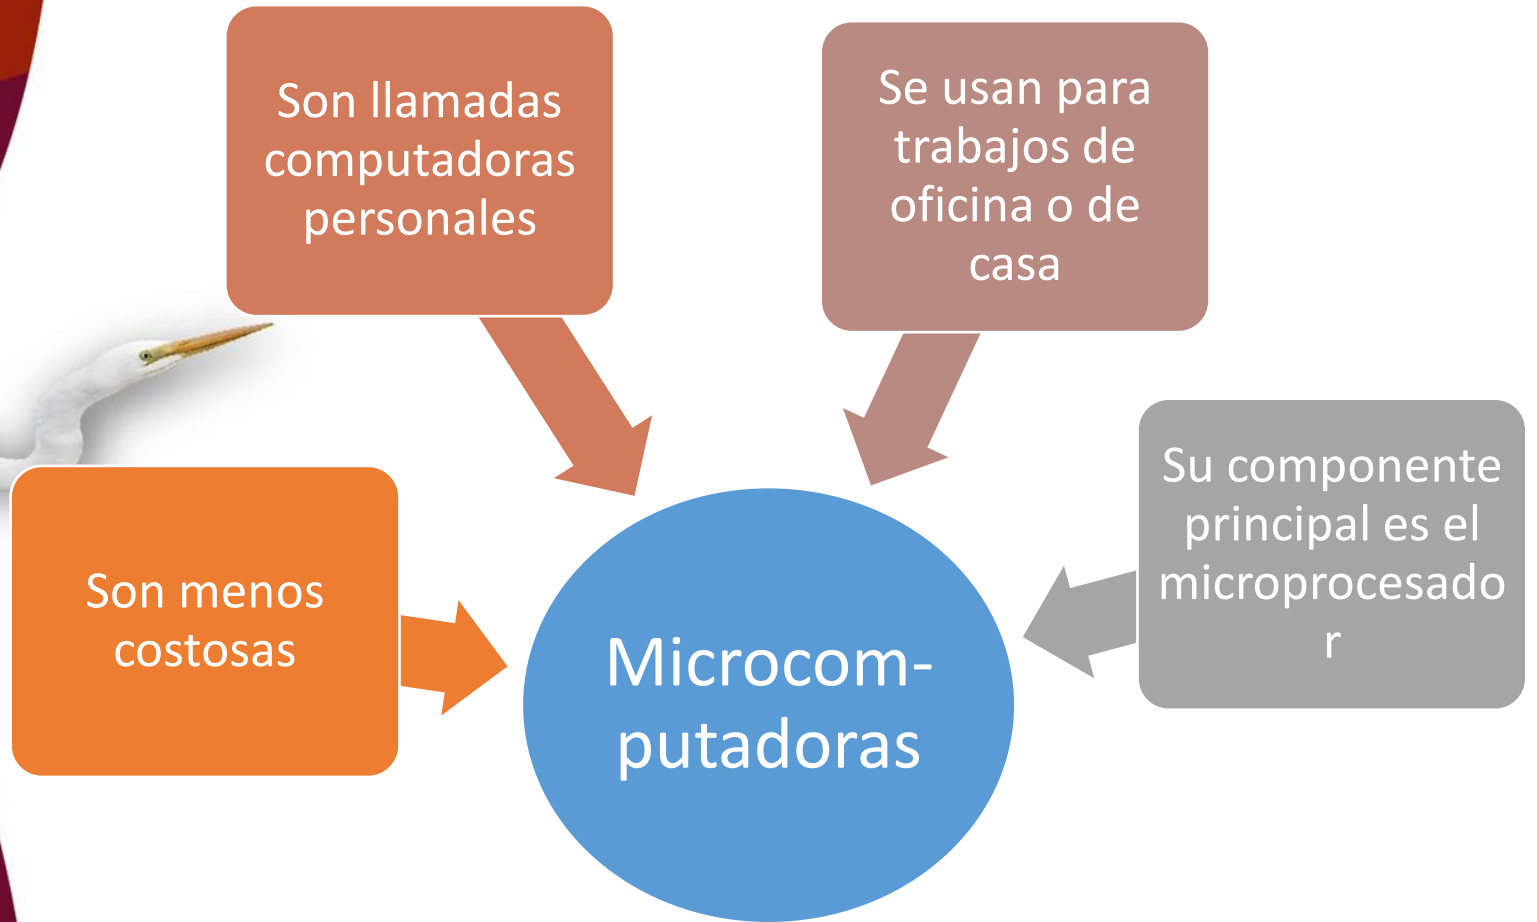 Son llamadas
computadoras
personales
Se usan para
trabajos de
oficina o de
casa
Su componente
principal es el
microprocesado
r
Son menos
costosas
Microcom-
putadoras